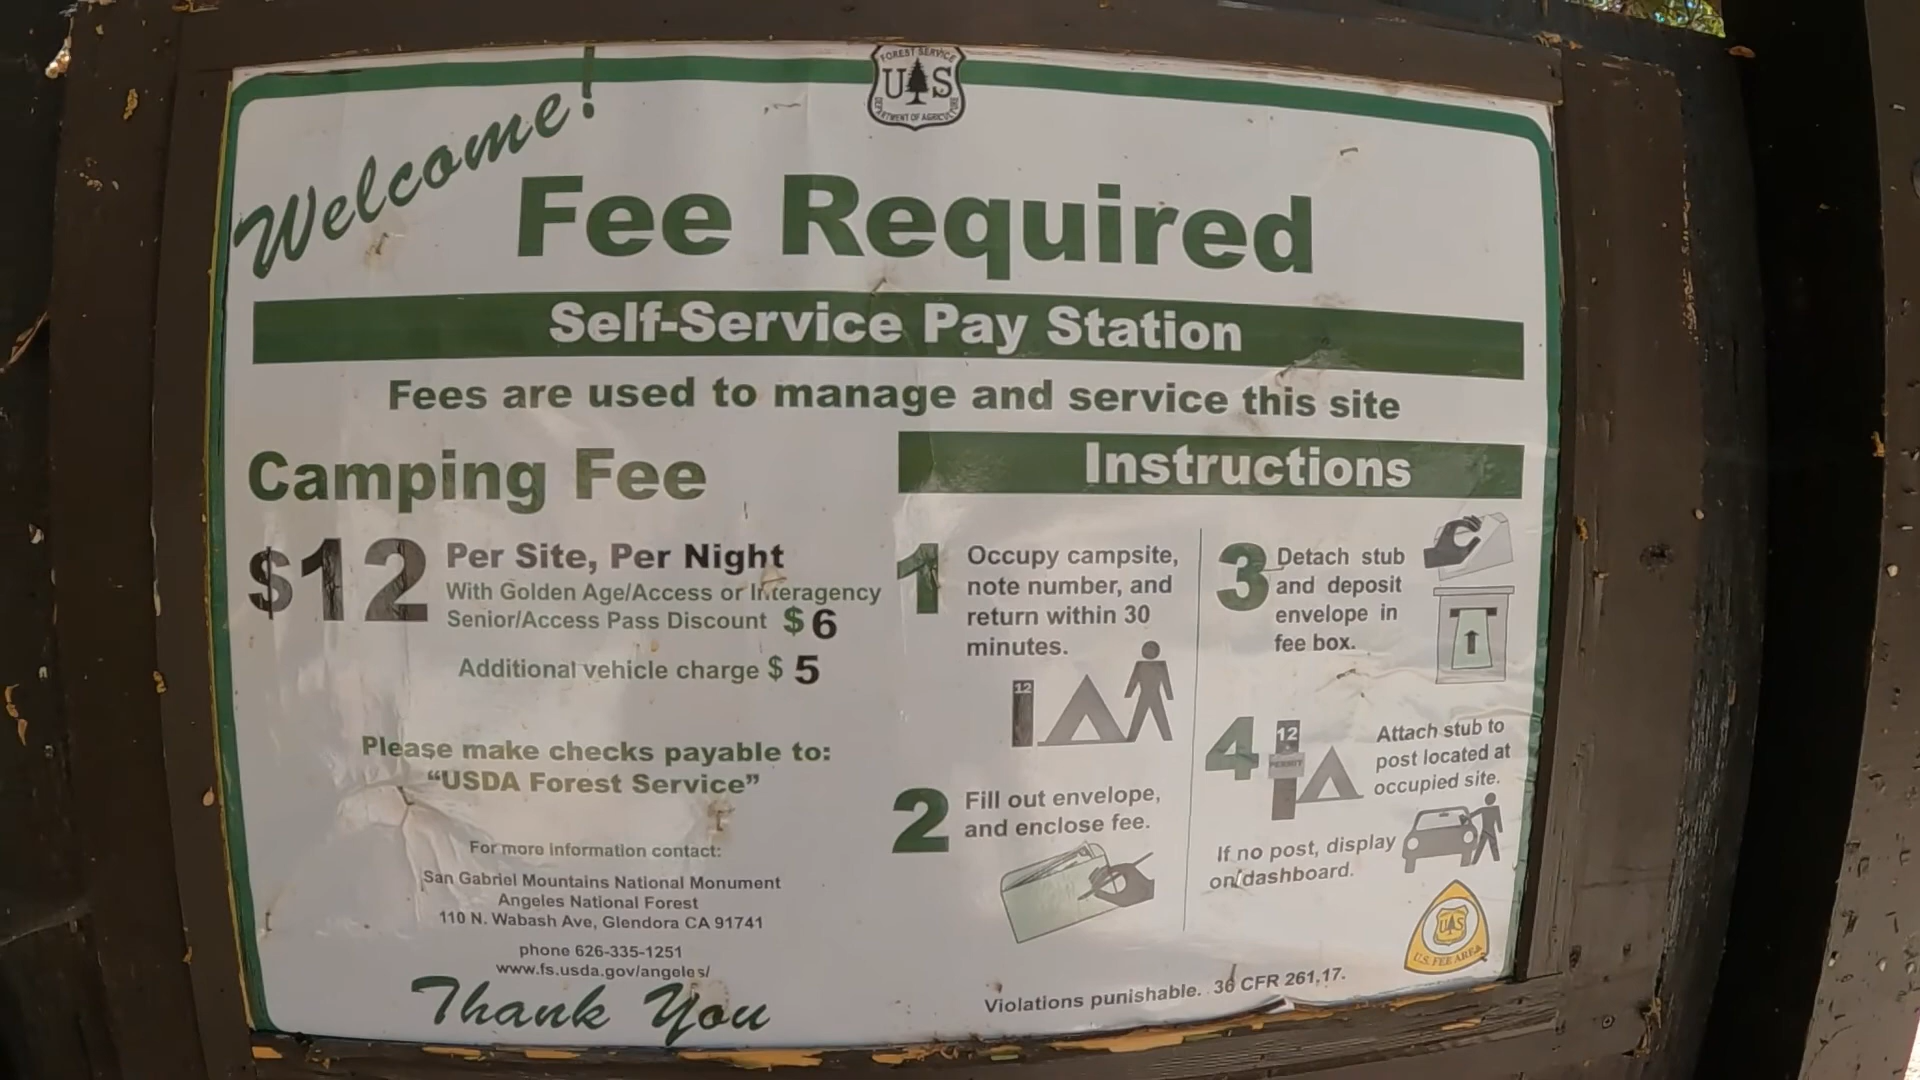 FOREST SERVICE
U S
DEPARTMENT OF AGRICULTURE
Welcome!
Fee Required
Self-Service Pay Station
Fees are used to manage and service this site
Camping Fee
$12 Per Site, Per Night
With Golden Age/Access or Interagency
Senior/Access Pass Discount $6
Additional vehicle charge $5
Please make checks payable to:
“USDA Forest Service”
For more information contact:
San Gabriel Mountains National Monument
Angeles National Forest
110 N. Wabash Ave, Glendora CA 91741
phone 626-335-1251
www.fs.usda.gov/angeles/
Thank You
Instructions
1 Occupy campsite,
note number, and
return within 30
minutes.
12
2 Fill out envelope,
and enclose fee.
3 Detach stub
and deposit
envelope in
fee box.
4 12
PERMIT
Attach stub to
post located at
occupied site.
If no post, display
on dashboard.
UAS
U.S. FEE AREA
Violations punishable. 36 CFR 261,17.